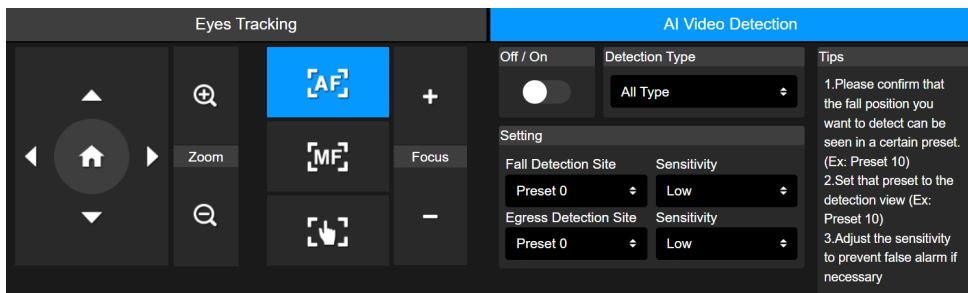 Eyes Tracking
AI Video Detection
AF
Zoom
MF
+
Focus
−
Off / On
Detection Type
All Type
Setting
Fall Detection Site
Sensitivity
Preset 0
Low
Egress Detection Site
Sensitivity
Preset 0
Low
Tips
1.Please confirm that
the fall position you
want to detect can be
seen in a certain preset.
(Ex: Preset 10)
2.Set that preset to the
detection view (Ex:
Preset 10)
3.Adjust the sensitivity
to prevent false alarm if
necessary